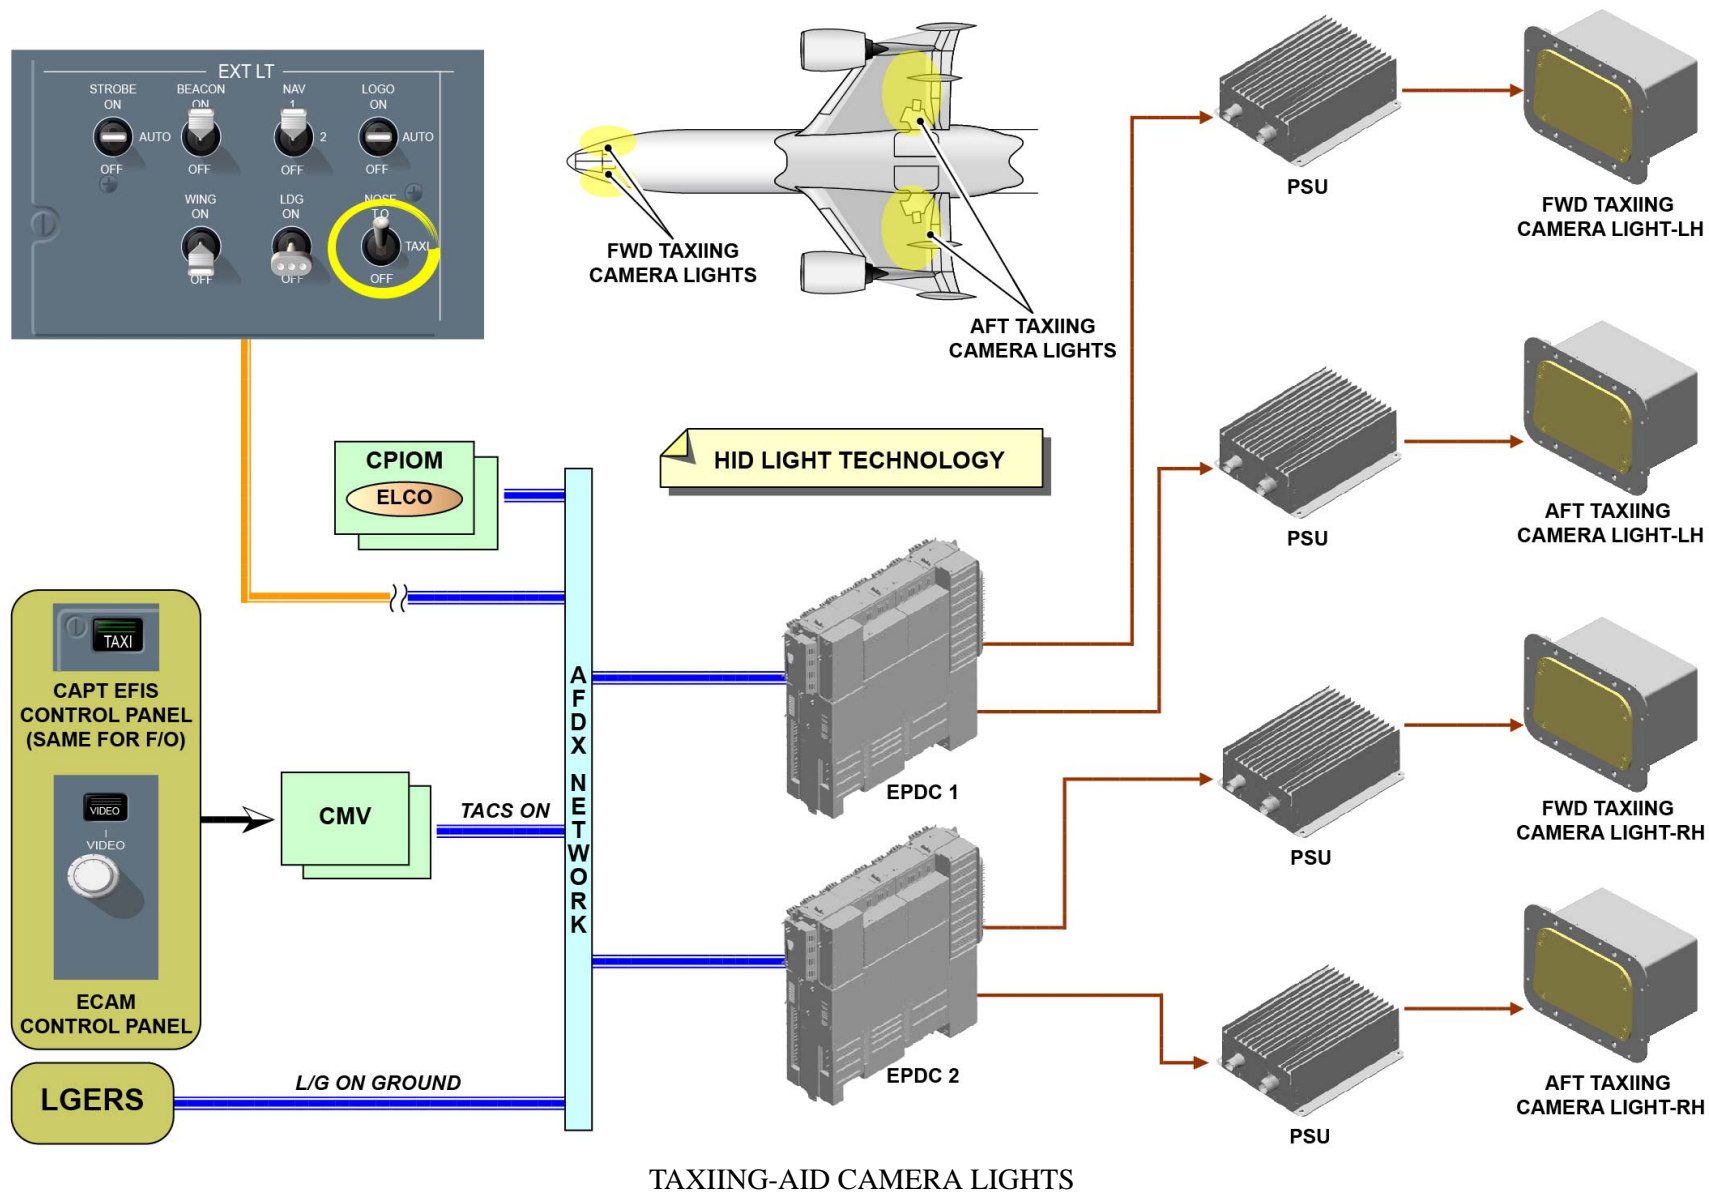 EXT LT
STROBE
ON
AUTO
OFF
BEACON
ON
OFF
NAV
1
2
OFF
LOGO
ON
AUTO
OFF
WING
ON
OFF
LDG
ON
OFF
NOSE
T.O
TAXI
OFF
FWD TAXIING
CAMERA LIGHTS
AFT TAXIING
CAMERA LIGHTS
HID LIGHT TECHNOLOGY
CPIOM
ELCO
TAXI
CAPT EFIS
CONTROL PANEL
(SAME FOR F/O)
VIDEO
VIDEO
ECAM
CONTROL PANEL
LGERS
CMV
TACS ON
L/G ON GROUND
AFDX NETWORK
EPDC 1
EPDC 2
PSU
FWD TAXIING
CAMERA LIGHT-LH
PSU
AFT TAXIING
CAMERA LIGHT-LH
PSU
FWD TAXIING
CAMERA LIGHT-RH
PSU
AFT TAXIING
CAMERA LIGHT-RH
TAXIING-AID CAMERA LIGHTS